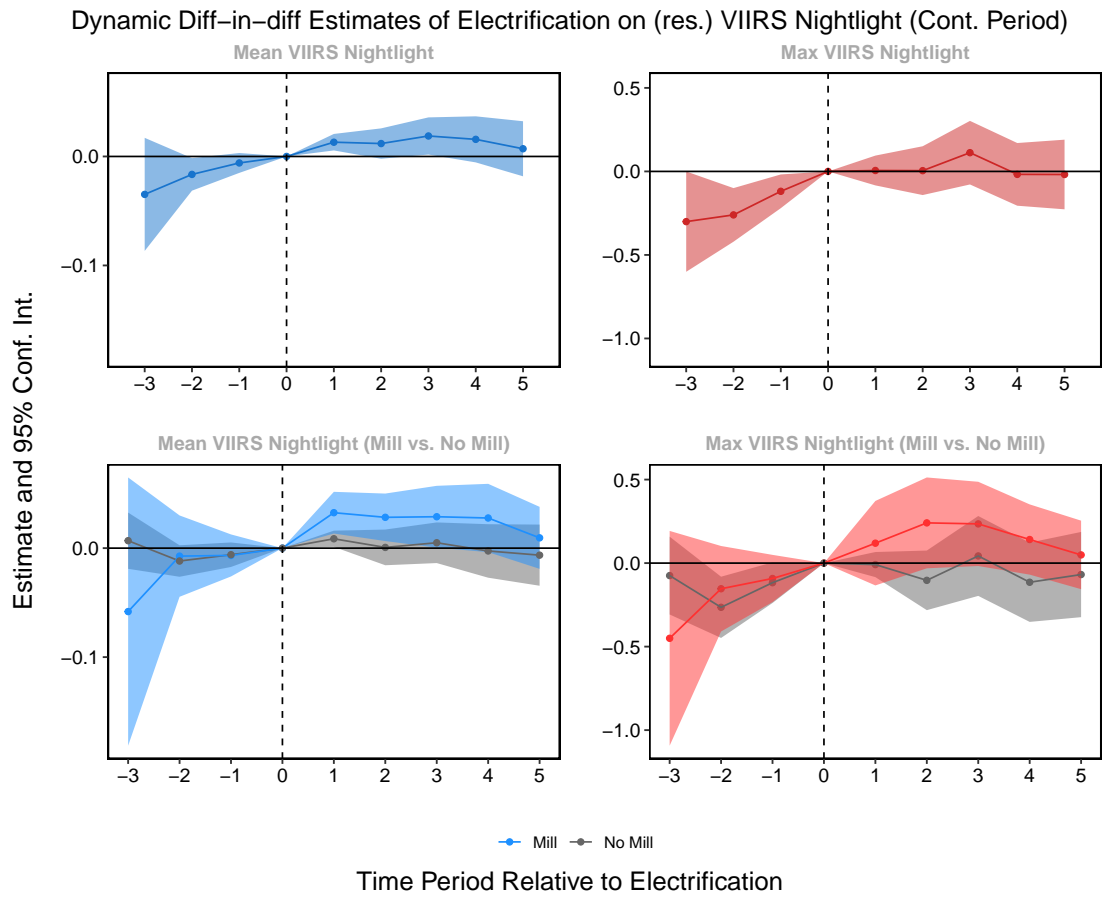 Dynamic Diff−in−diff Estimates of Electrification on (res.) VIIRS Nightlight (Cont. Period)
Mean VIIRS Nightlight
0.0
−0.1
−3 −2 −1 0 1 2 3 4 5
Max VIIRS Nightlight
0.5
0.0
−0.5
−1.0
−3 −2 −1 0 1 2 3 4 5
Estimate and 95% Conf. Int.
Mean VIIRS Nightlight (Mill vs. No Mill)
0.0
−0.1
−3 −2 −1 0 1 2 3 4 5
Max VIIRS Nightlight (Mill vs. No Mill)
0.5
0.0
−0.5
−1.0
−3 −2 −1 0 1 2 3 4 5
Mill No Mill
Time Period Relative to Electrification